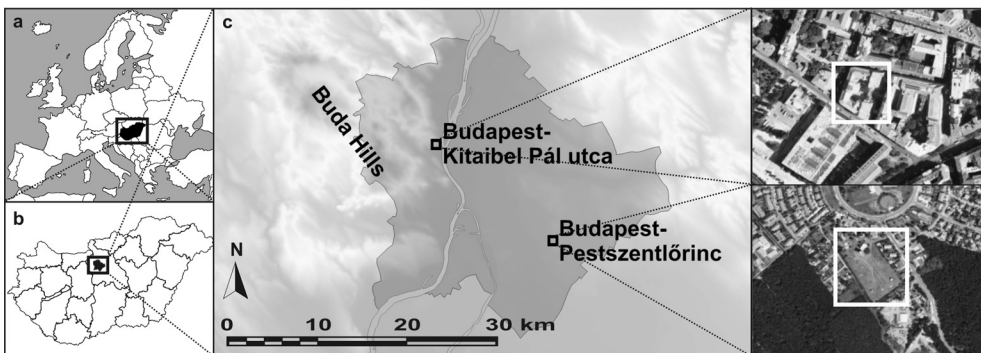 a
b
c
Buda Hills
Budapest-
Kitaibel Pál utca
Budapest-
Pestszentlőrinc
N
0 10 20 30 km